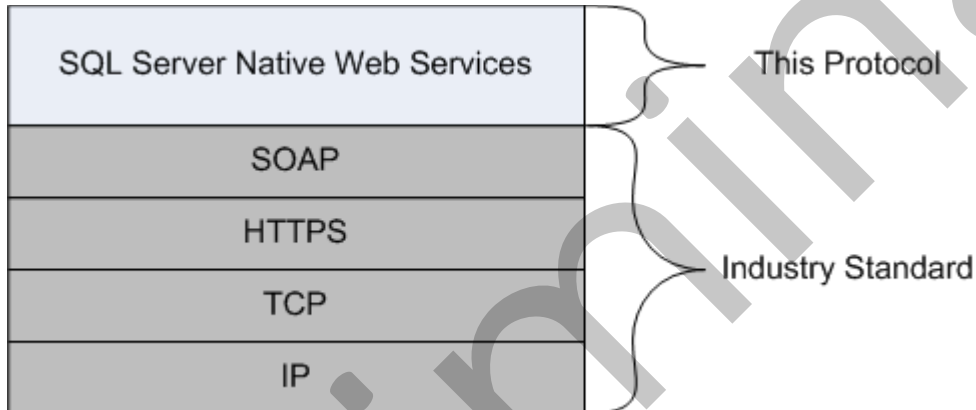 SQL Server Native Web Services
This Protocol
SOAP
HTTPS
TCP
Industry Standard
IP